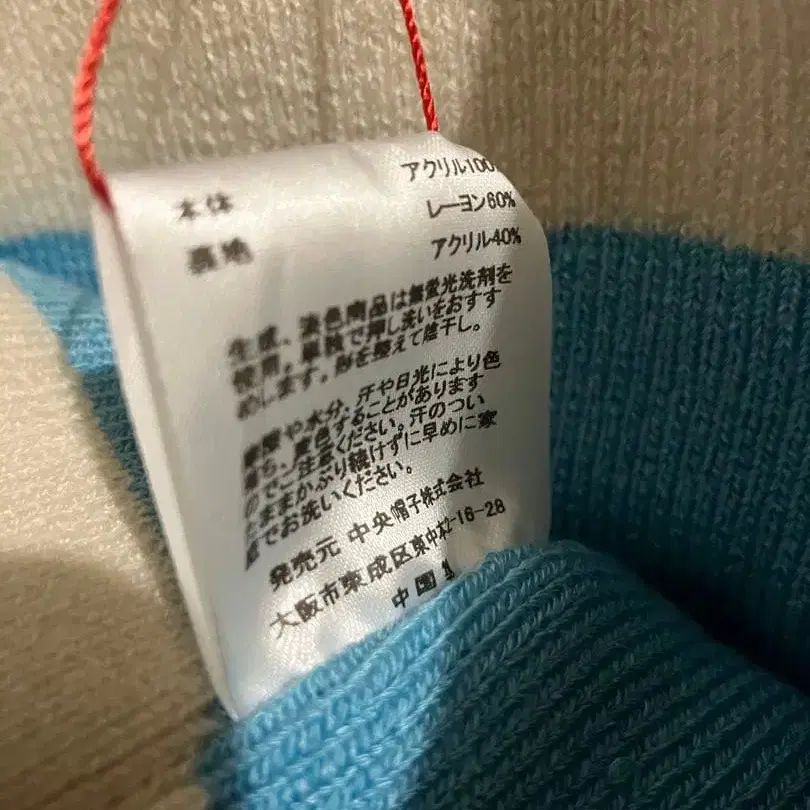 本体 アクリル100%
裏地 レーヨン60%
アクリル40%
生成、淡色商品は無蛍光洗剤を
使用。単独で押し洗いをおすす
めします。形を整えて陰干し。
摩擦や水分、汗や日光により色
落ち、変色することがあります
のでご注意ください。汗のつい
たままかぶり続けずに早めに家
庭でお洗いください。
発売元 中央帽子株式会社
大阪市東成区東中本2-16-28
中国製